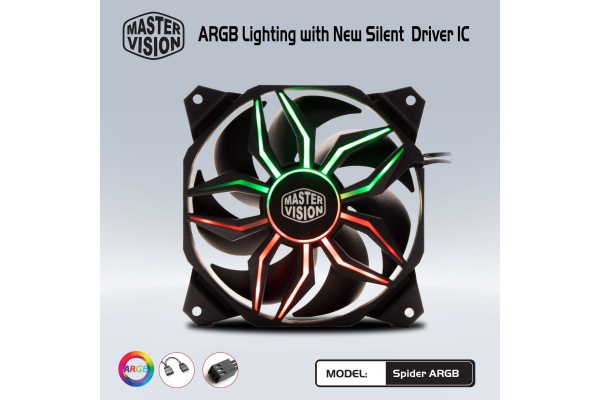 MASTER
VISION
ARGB Lighting with New Silent Driver IC
MASTER
VISION
ARGB
MODEL: Spider ARGB